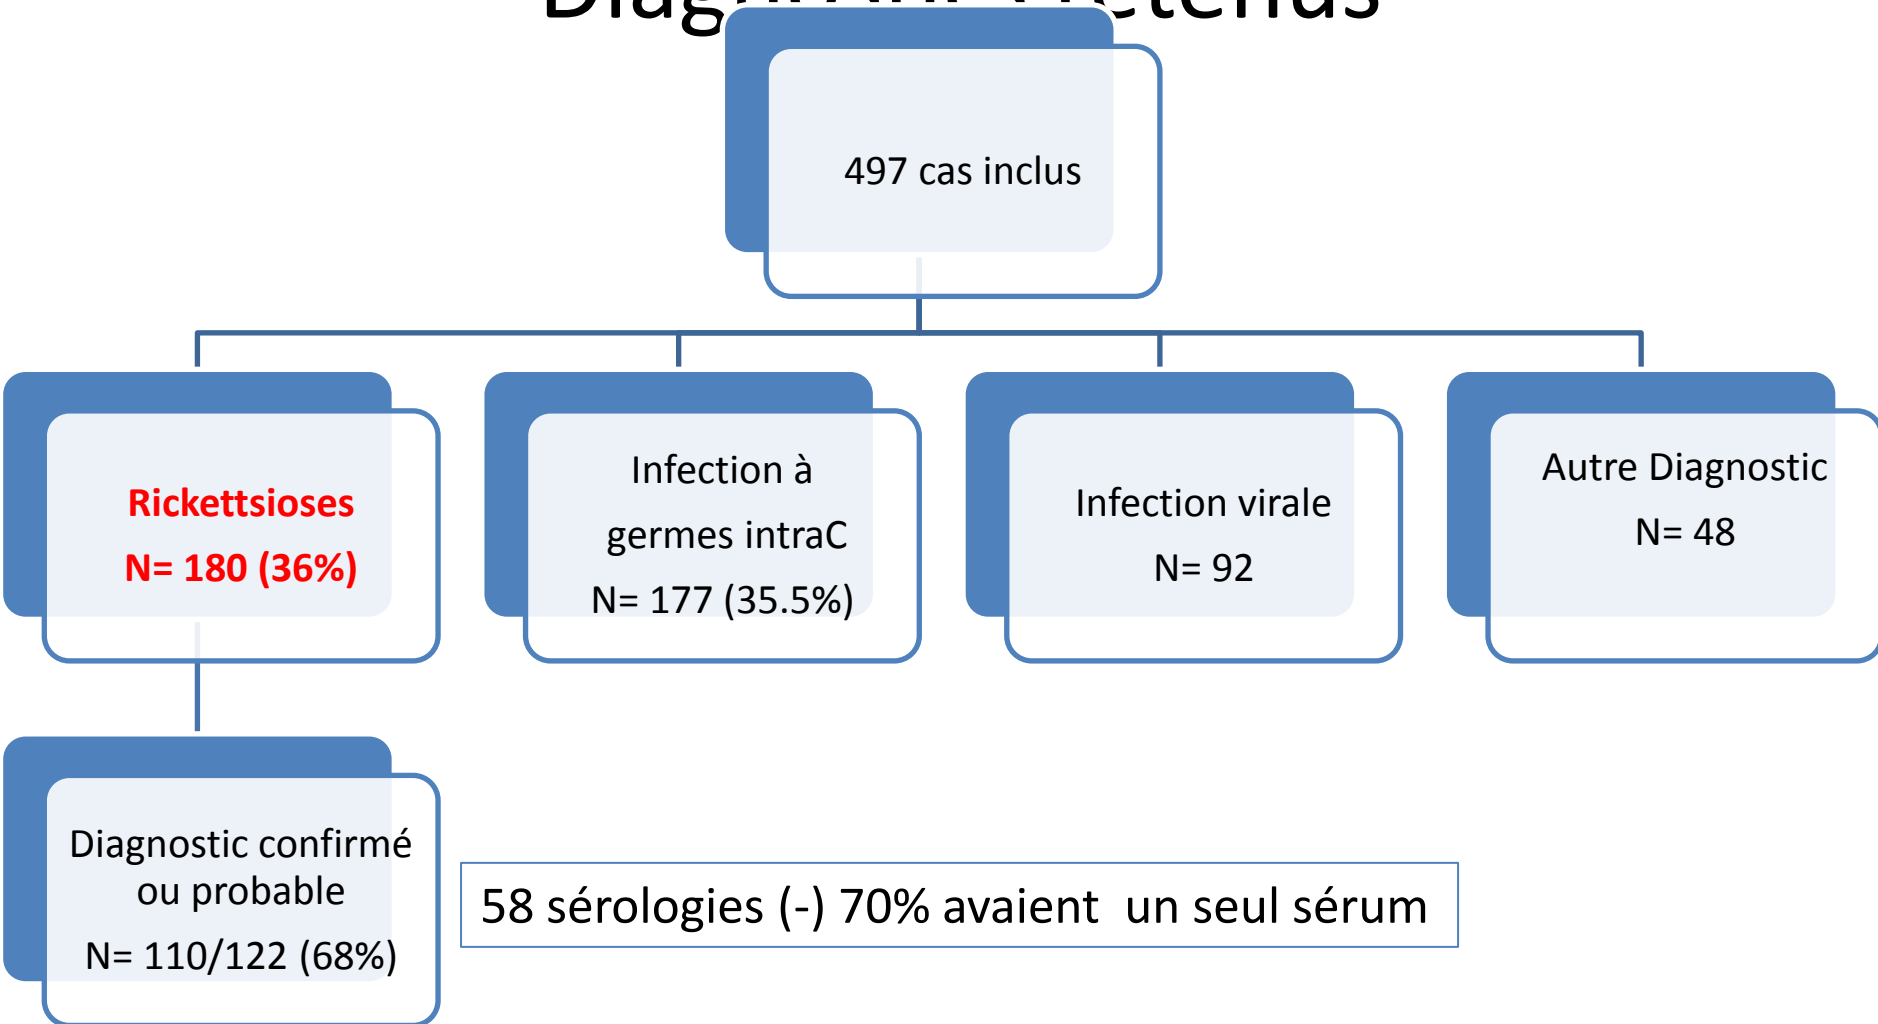 497 cas inclus
Rickettsioses
N= 180 (36%)
Infection à
germes intraC
N= 177 (35.5%)
Infection virale
N= 92
Autre Diagnostic
N= 48
Diagnostic confirmé
ou probable
N= 110/122 (68%)
58 sérologies (-) 70% avaient un seul sérum